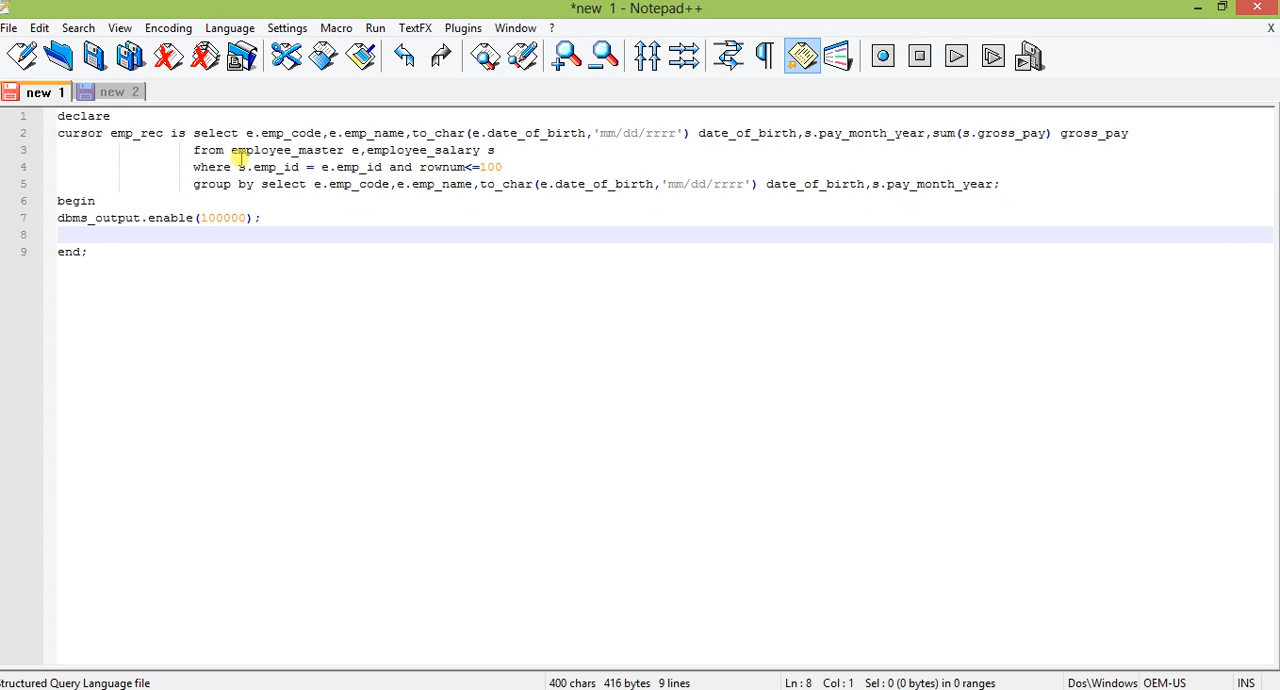 *new 1 - Notepad++
File Edit Search View Encoding Language Settings Macro Run TextFX Plugins Window ? X
new 1 new 2
1 declare
2 cursor emp_rec is select e.emp_code,e.emp_name,to_char(e.date_of_birth,'mm/dd/rrrr') date_of_birth,s.pay_month_year,sum(s.gross_pay) gross_pay
3 from employee_master e,employee_salary s
4 where s.emp_id = e.emp_id and rownum<=100
5 group by select e.emp_code,e.emp_name,to_char(e.date_of_birth,'mm/dd/rrrr') date_of_birth,s.pay_month_year;
6 begin
7 dbms_output.enable(100000);
8
9 end;
Structured Query Language file 400 chars 416 bytes 9 lines Ln : 8 Col : 1 Sel : 0 (0 bytes) in 0 ranges Dos\Windows OEM-US INS